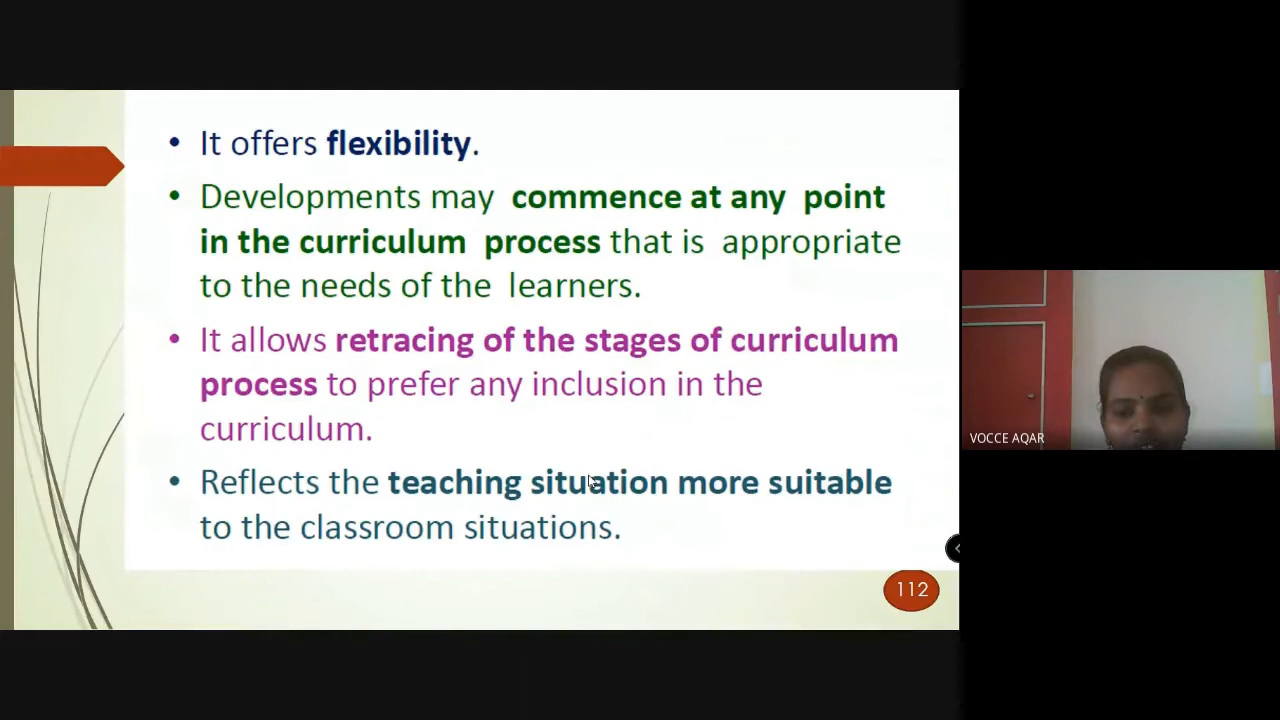 • It offers flexibility.
• Developments may commence at any point
in the curriculum process that is appropriate
to the needs of the learners.
• It allows retracing of the stages of curriculum
process to prefer any inclusion in the
curriculum.
• Reflects the teaching situation more suitable
to the classroom situations.
112
VOCCE AQAR